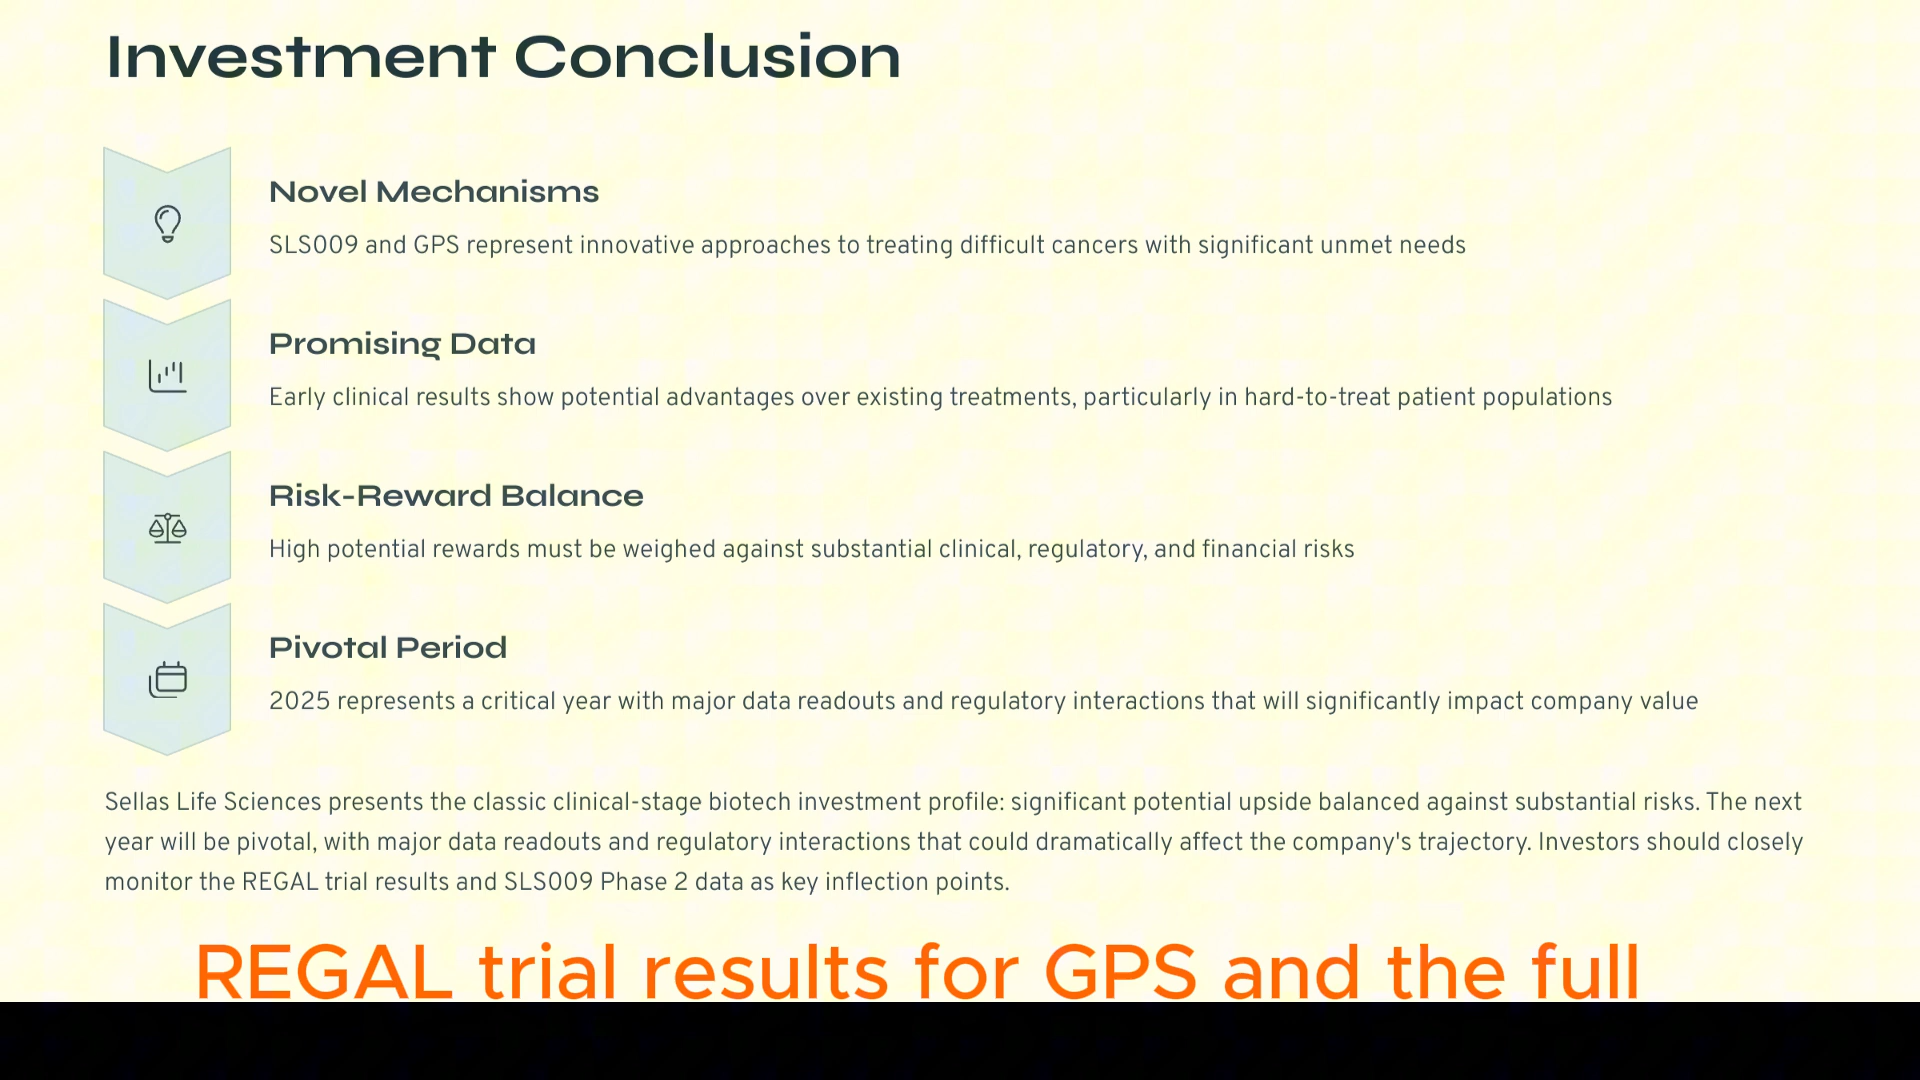 Investment Conclusion
Novel Mechanisms
SLS009 and GPS represent innovative approaches to treating difficult cancers with significant unmet needs
Promising Data
Early clinical results show potential advantages over existing treatments, particularly in hard-to-treat patient populations
Risk-Reward Balance
High potential rewards must be weighed against substantial clinical, regulatory, and financial risks
Pivotal Period
2025 represents a critical year with major data readouts and regulatory interactions that will significantly impact company value
Sellas Life Sciences presents the classic clinical-stage biotech investment profile: significant potential upside balanced against substantial risks. The next
year will be pivotal, with major data readouts and regulatory interactions that could dramatically affect the company's trajectory. Investors should closely
monitor the REGAL trial results and SLS009 Phase 2 data as key inflection points.
REGAL trial results for GPS and the full